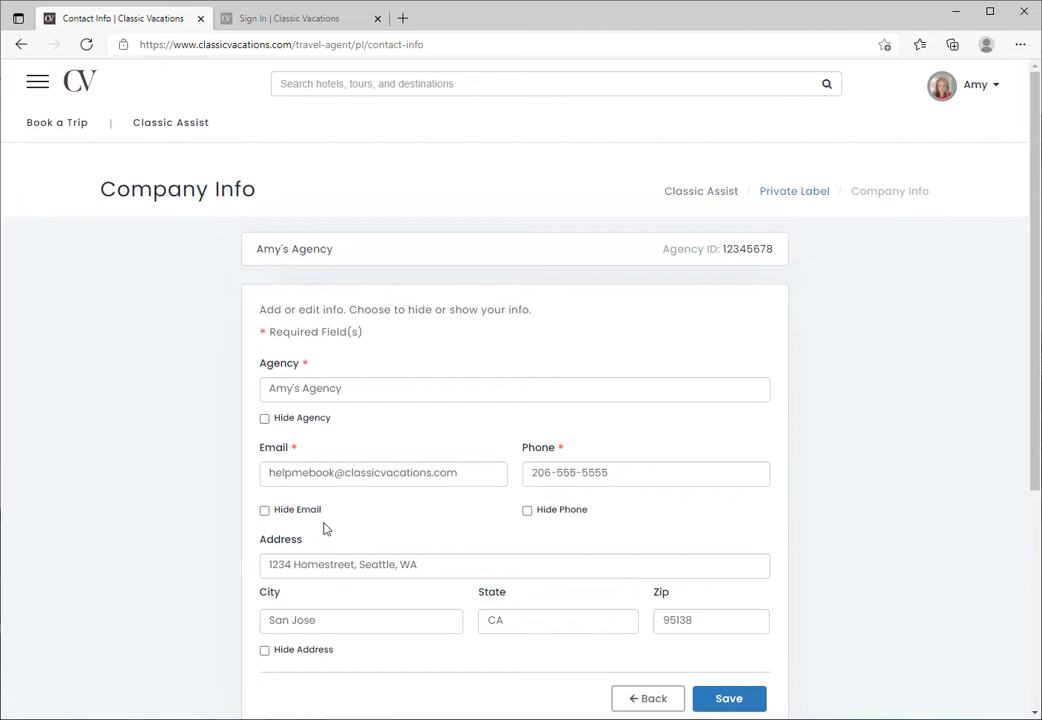 Contact Info | Classic Vacations
Sign In | Classic Vacations
https://www.classicvacations.com/travel-agent/pl/contact-info
CV
Search hotels, tours, and destinations
Amy
Book a Trip | Classic Assist
Company Info
Classic Assist / Private Label / Company Info
Amy's Agency
Agency ID: 12345678
Add or edit info. Choose to hide or show your info.
* Required Field(s)
Agency *
Amy's Agency
Hide Agency
Email * Phone *
helpmebook@classicvacations.com 206-555-5555
Hide Email Hide Phone
Address
1234 Homestreet, Seattle, WA
City State Zip
San Jose CA 95138
Hide Address
← Back Save